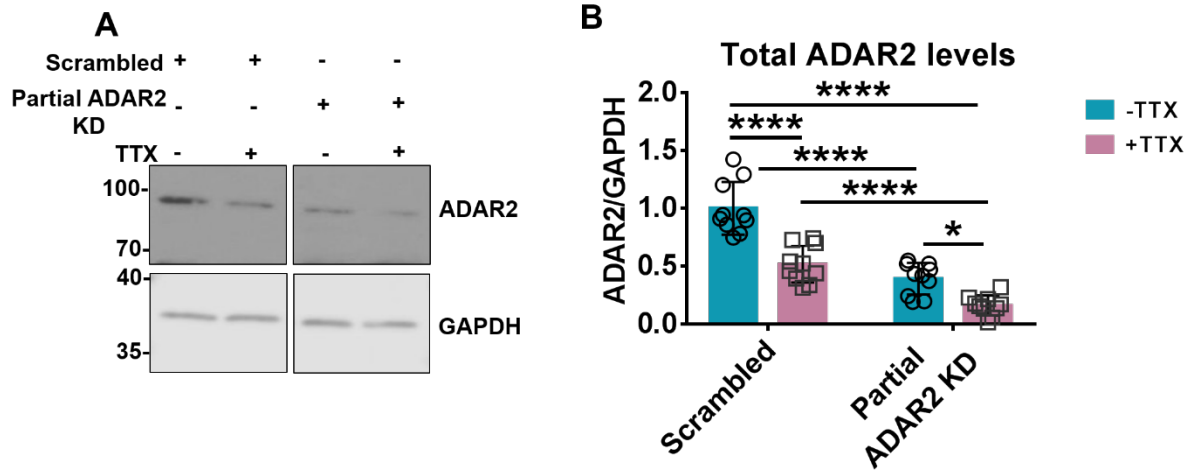 A
Scrambled + + - -
Partial ADAR2 KD - - + +
TTX - + - +
100-
70-
ADAR2
40-
35-
GAPDH
B
Total ADAR2 levels
ADAR2/GAPDH
2.0
1.5
1.0
0.5
0.0
****
****
****
****
*
Scrambled
Partial
ADAR2 KD
-TTX
+TTX